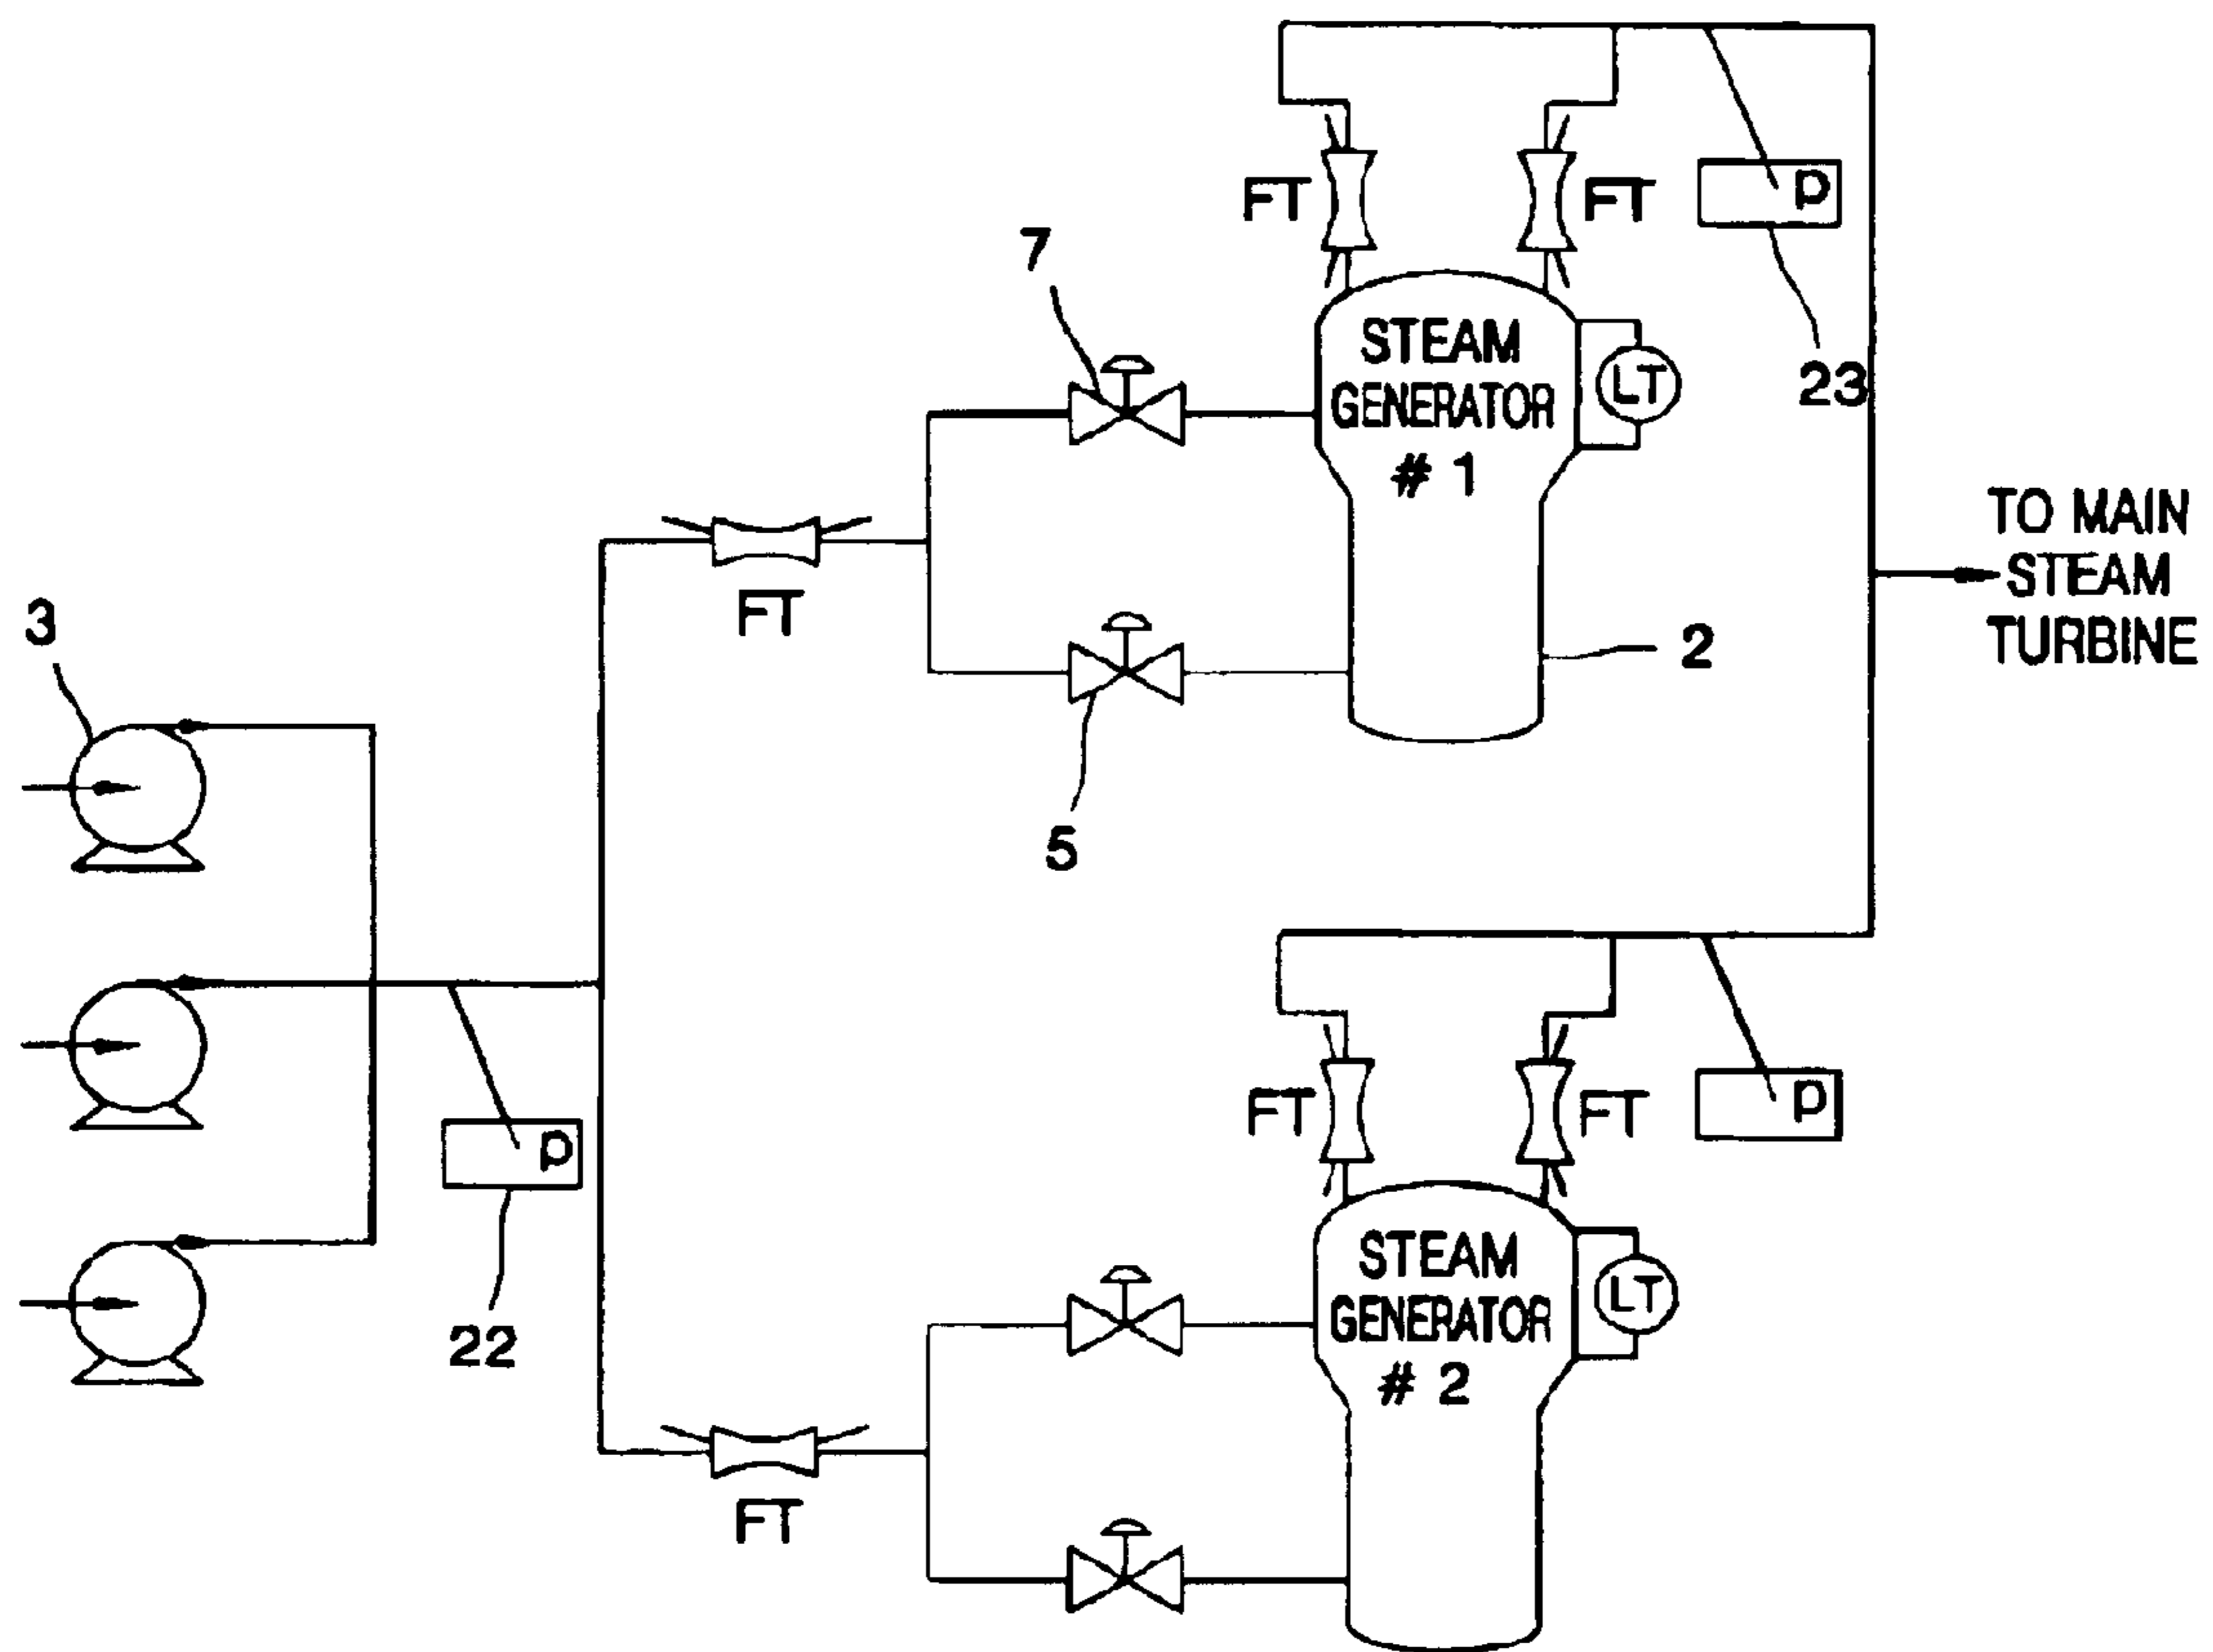 FT
FT
P
7
STEAM
GENERATOR
# 1
LT
23
TO MAIN
STEAM
TURBINE
FT
3
2
5
FT
FT
P
P
22
STEAM
GENERATOR
# 2
LT
FT